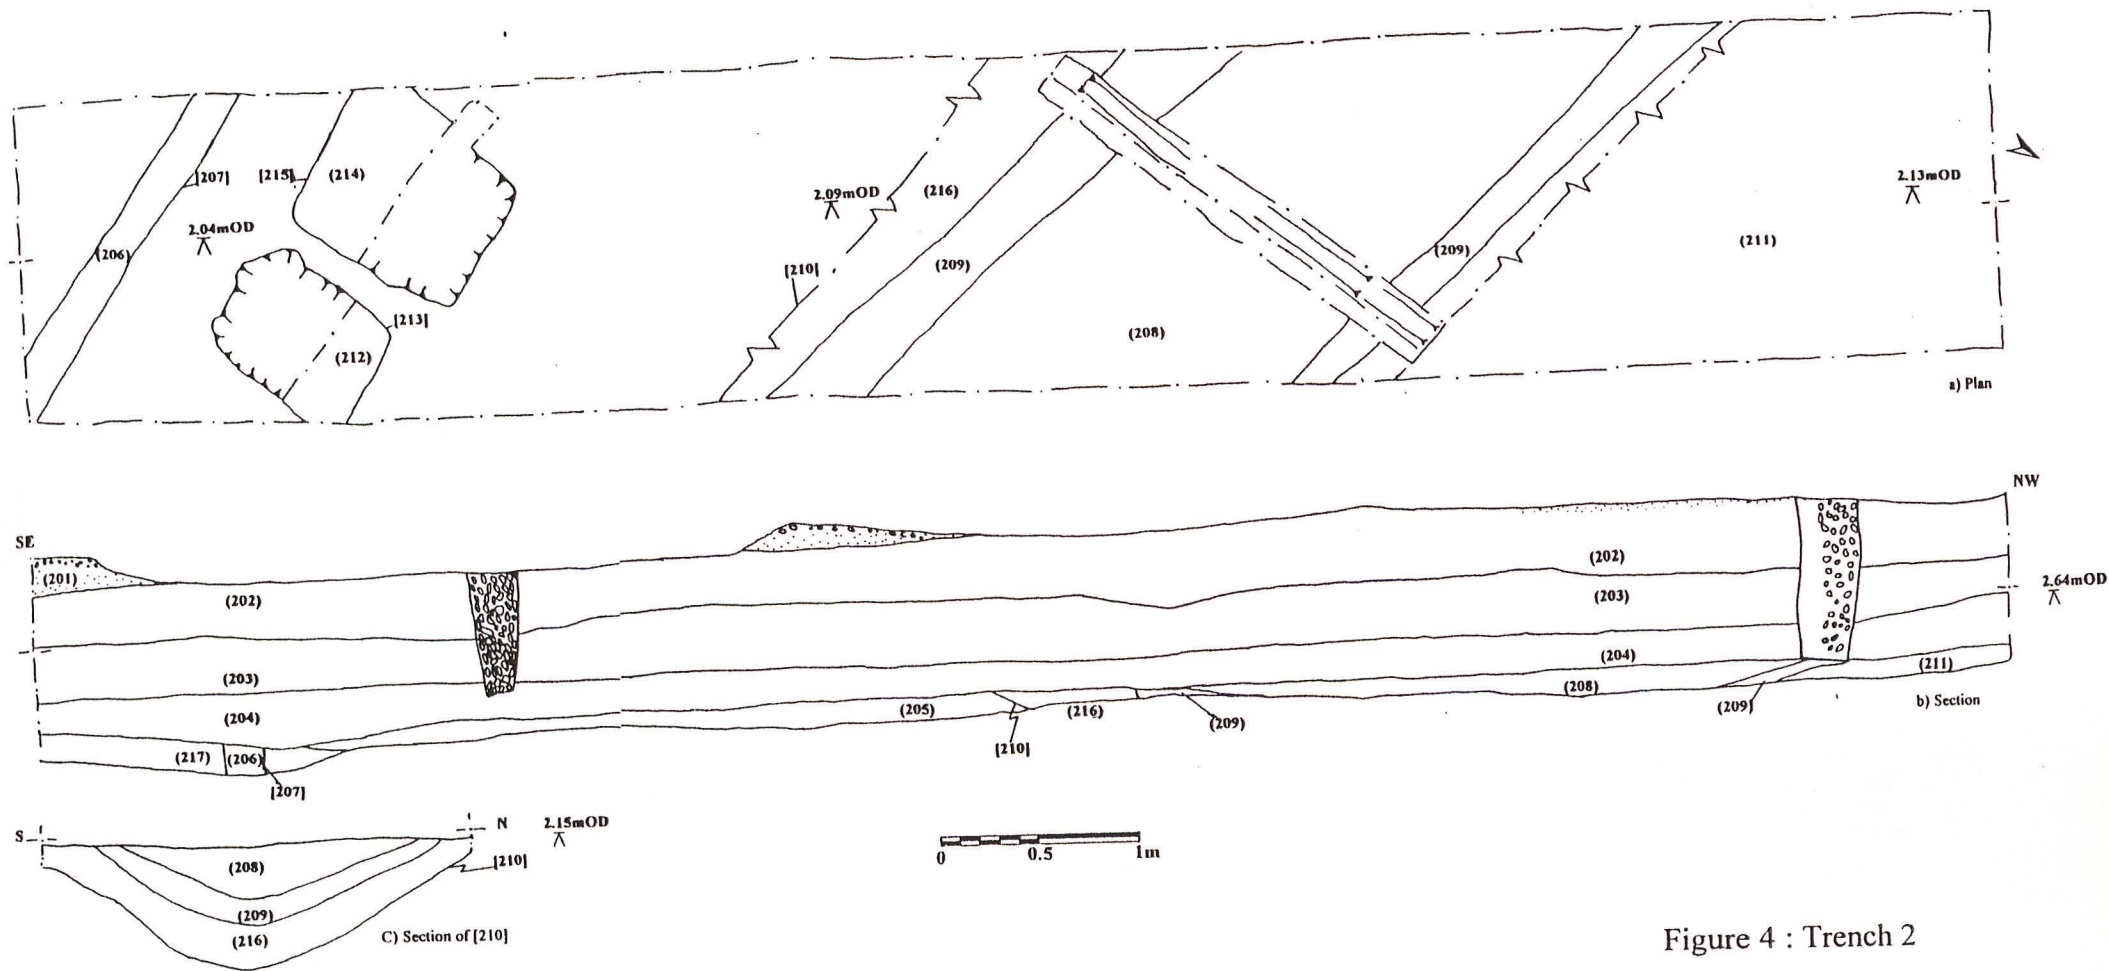 [207]
[215]
(214)
2.09mOD
(216)
2.13mOD
2.04mOD
(206)
(209)
(209)
(211)
[210]
[213]
(212)
(208)
a) Plan
SE
NW
(201)
(202)
(202)
(203)
2.64mOD
(203)
(204)
(204)
(211)
(208)
(205)
(216)
(209)
(209)
b) Section
[210]
(217)
(206)
[207]
S
N
2.15mOD
(208)
[210]
(209)
(216)
C) Section of [210]
0
0.5
1m
Figure 4 : Trench 2